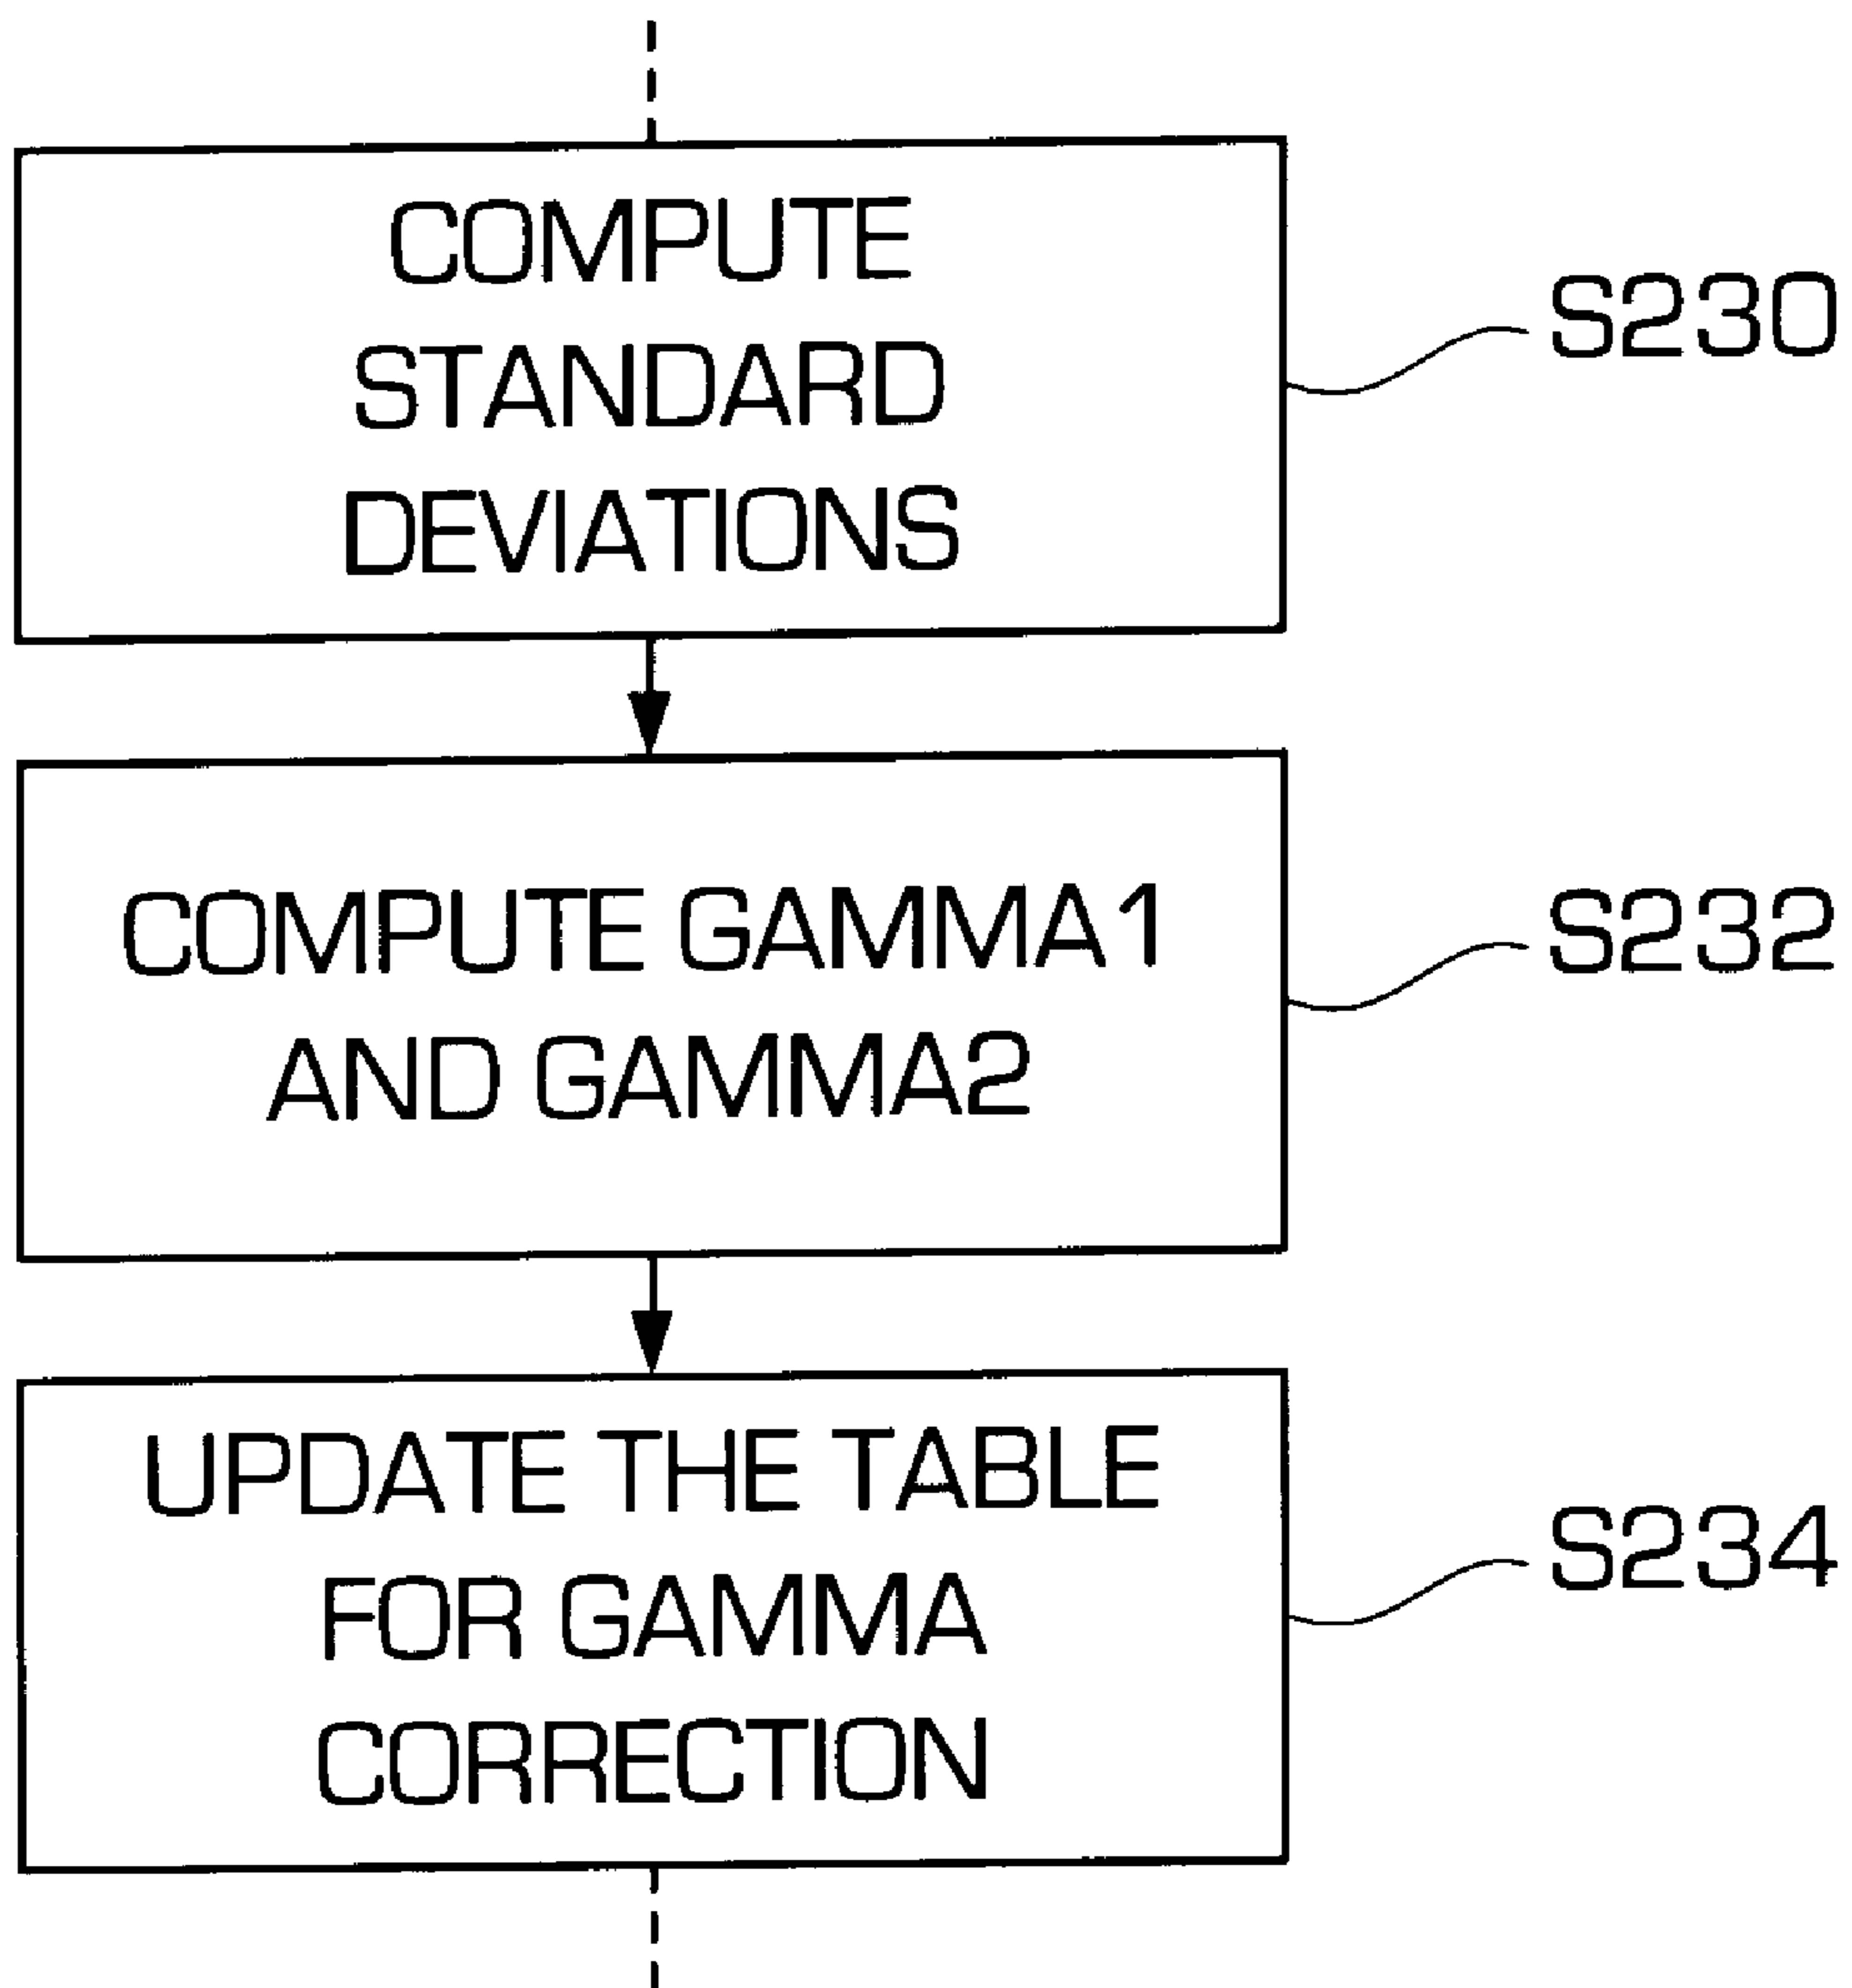 COMPUTE
STANDARD
DEVIATIONS
S230
COMPUTE GAMMA1
AND GAMMA2
S232
UPDATE THE TABLE
FOR GAMMA
CORRECTION
S234